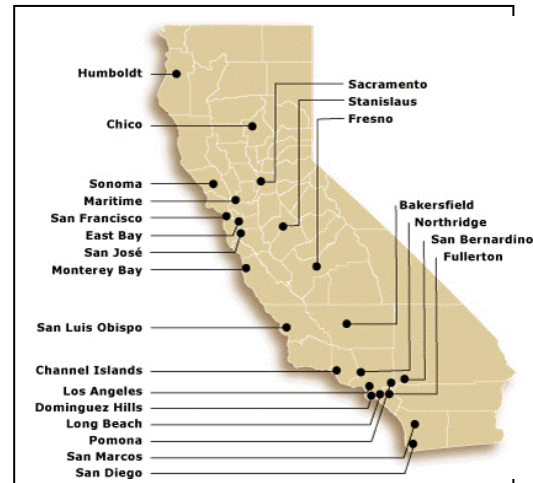 Humboldt
Chico
Sonoma
Maritime
San Francisco
East Bay
San José
Monterey Bay
San Luis Obispo
Channel Islands
Los Angeles
Dominguez Hills
Long Beach
Pomona
San Marcos
San Diego
Sacramento
Stanislaus
Fresno
Bakersfield
Northridge
San Bernardino
Fullerton